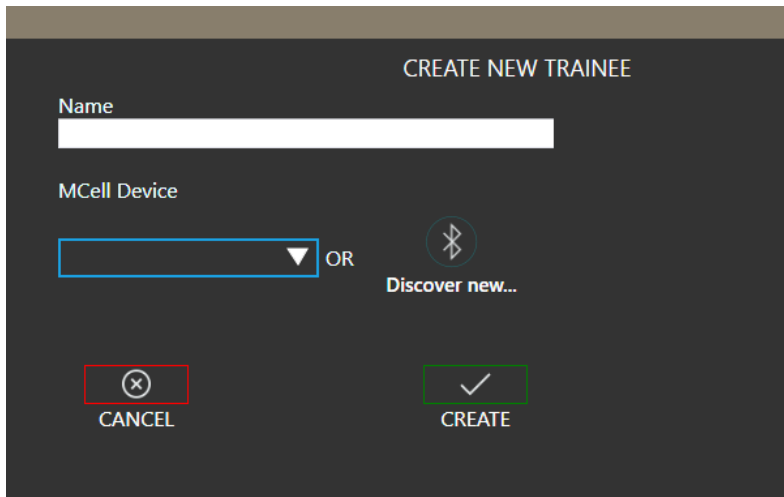 CREATE NEW TRAINEE
Name
MCell Device
OR
Discover new...
CANCEL
CREATE